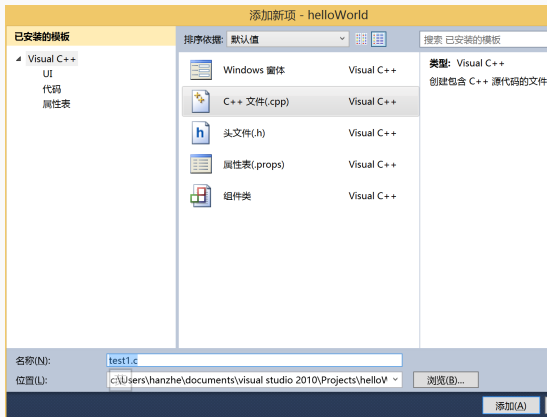 添加新项 - helloWorld
已安装的模板
排序依据: 默认值
搜索 已安装的模板
Visual C++
UI
代码
属性表
Windows 窗体 Visual C++
C++ 文件(.cpp) Visual C++
头文件(.h) Visual C++
属性表(.props) Visual C++
组件类 Visual C++
类型: Visual C++
创建包含 C++ 源代码的文件
名称(N): test1.c
位置(L): c:\Users\hanzhe\documents\visual studio 2010\Projects\helloW
浏览(B)...
添加(A)